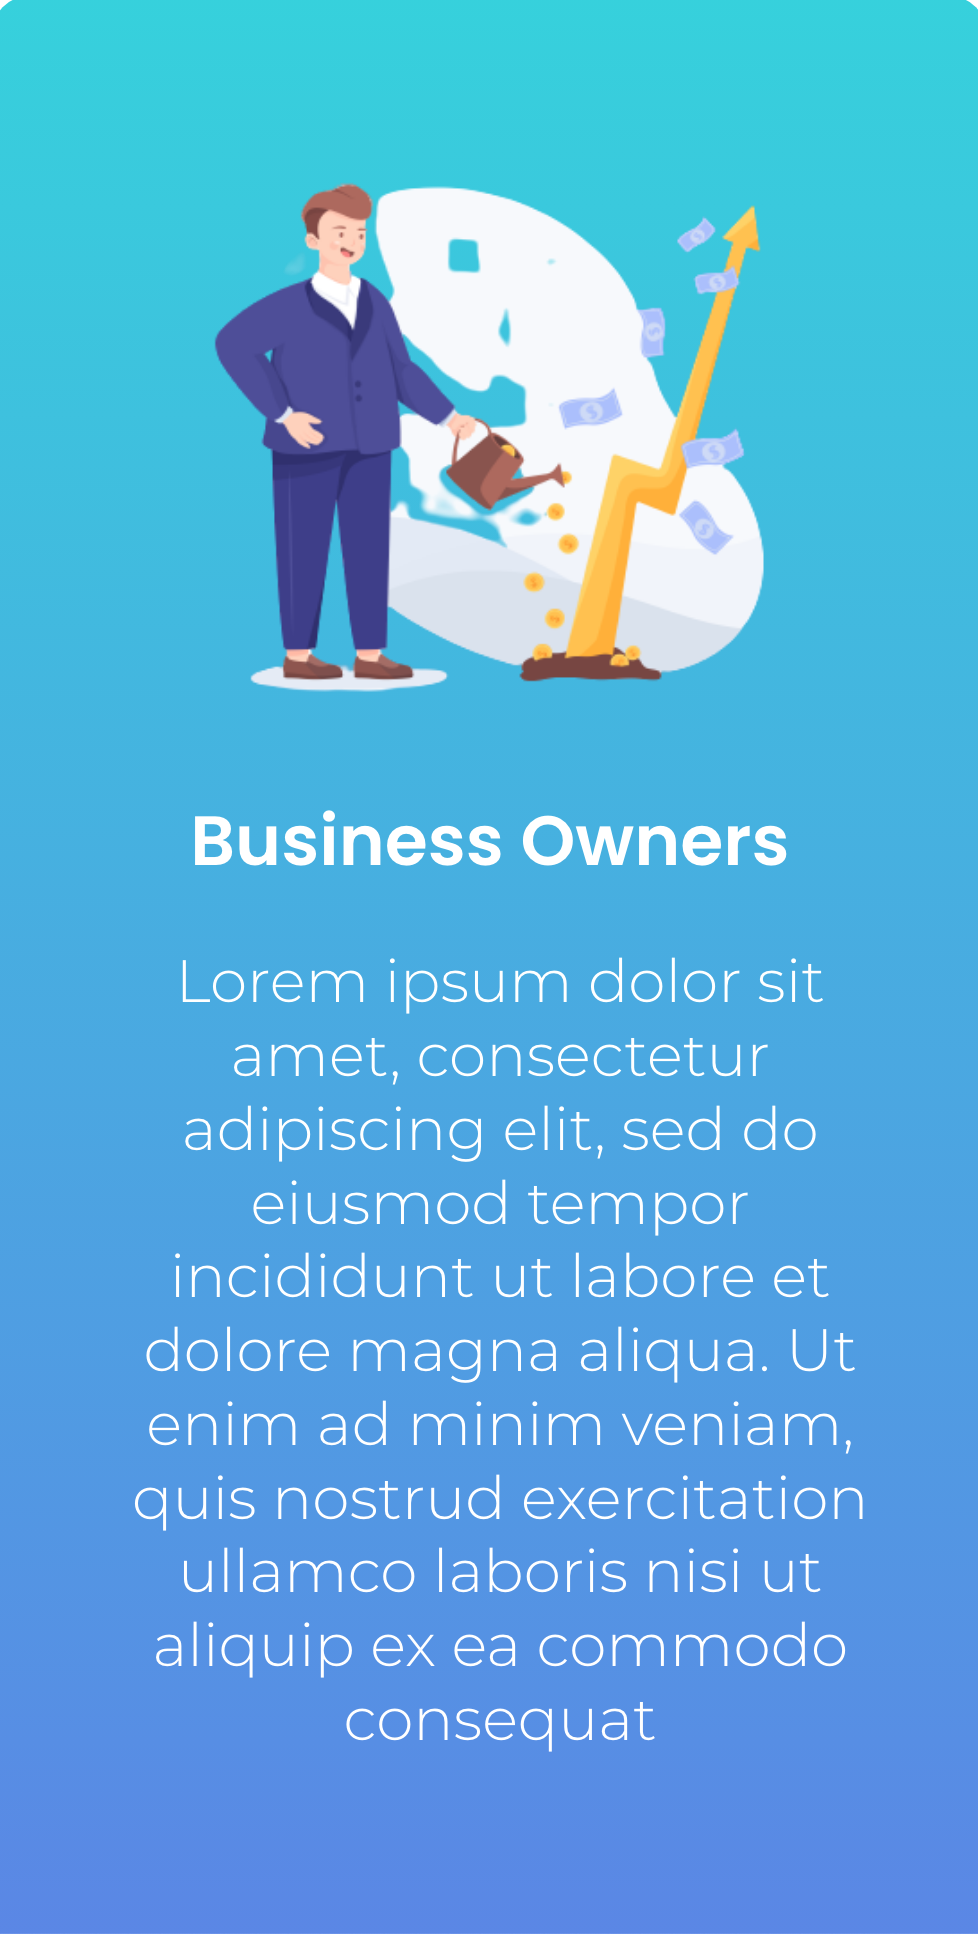 Business Owners
Lorem ipsum dolor sit
amet, consectetur
adipiscing elit, sed do
eiusmod tempor
incididunt ut labore et
dolore magna aliqua. Ut
enim ad minim veniam,
quis nostrud exercitation
ullamco laboris nisi ut
aliquip ex ea commodo
consequat